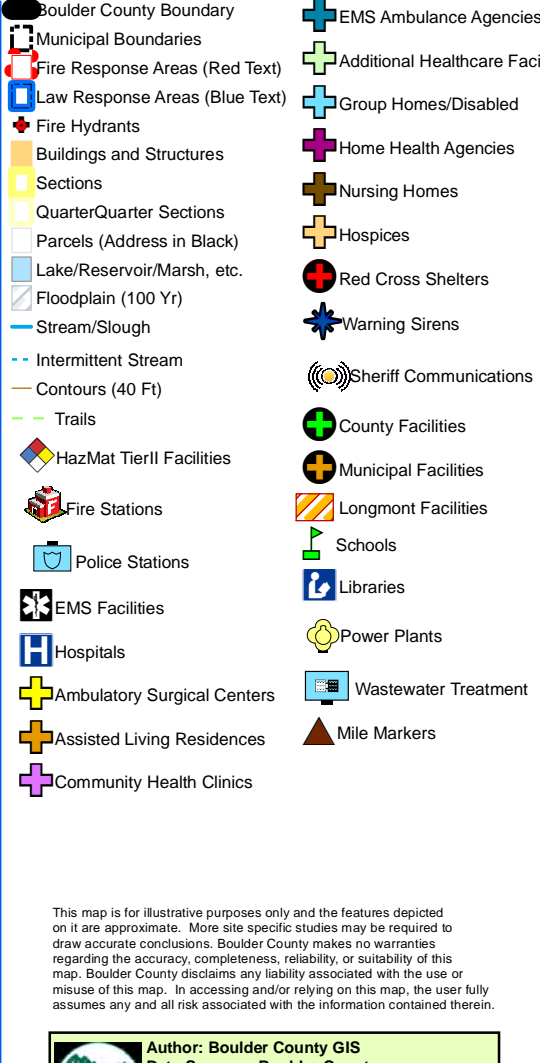 Boulder County Boundary
Municipal Boundaries
Fire Response Areas (Red Text)
Law Response Areas (Blue Text)
Fire Hydrants
Buildings and Structures
Sections
QuarterQuarter Sections
Parcels (Address in Black)
Lake/Reservoir/Marsh, etc.
Floodplain (100 Yr)
Stream/Slough
Intermittent Stream
Contours (40 Ft)
Trails
HazMat TierII Facilities
Fire Stations
Police Stations
EMS Facilities
H Hospitals
Ambulatory Surgical Centers
Assisted Living Residences
Community Health Clinics
EMS Ambulance Agencies
Additional Healthcare Faci
Group Homes/Disabled
Home Health Agencies
Nursing Homes
Hospices
Red Cross Shelters
Warning Sirens
Sheriff Communications
County Facilities
Municipal Facilities
Longmont Facilities
Schools
Libraries
Power Plants
Wastewater Treatment
Mile Markers
This map is for illustrative purposes only and the features depicted
on it are approximate. More site specific studies may be required to
draw accurate conclusions. Boulder County makes no warranties
regarding the accuracy, completeness, reliability, or suitability of this
map. Boulder County disclaims any liability associated with the use or
misuse of this map. In accessing and/or relying on this map, the user fully
assumes any and all risk associated with the information contained therein.
Author: Boulder County GIS